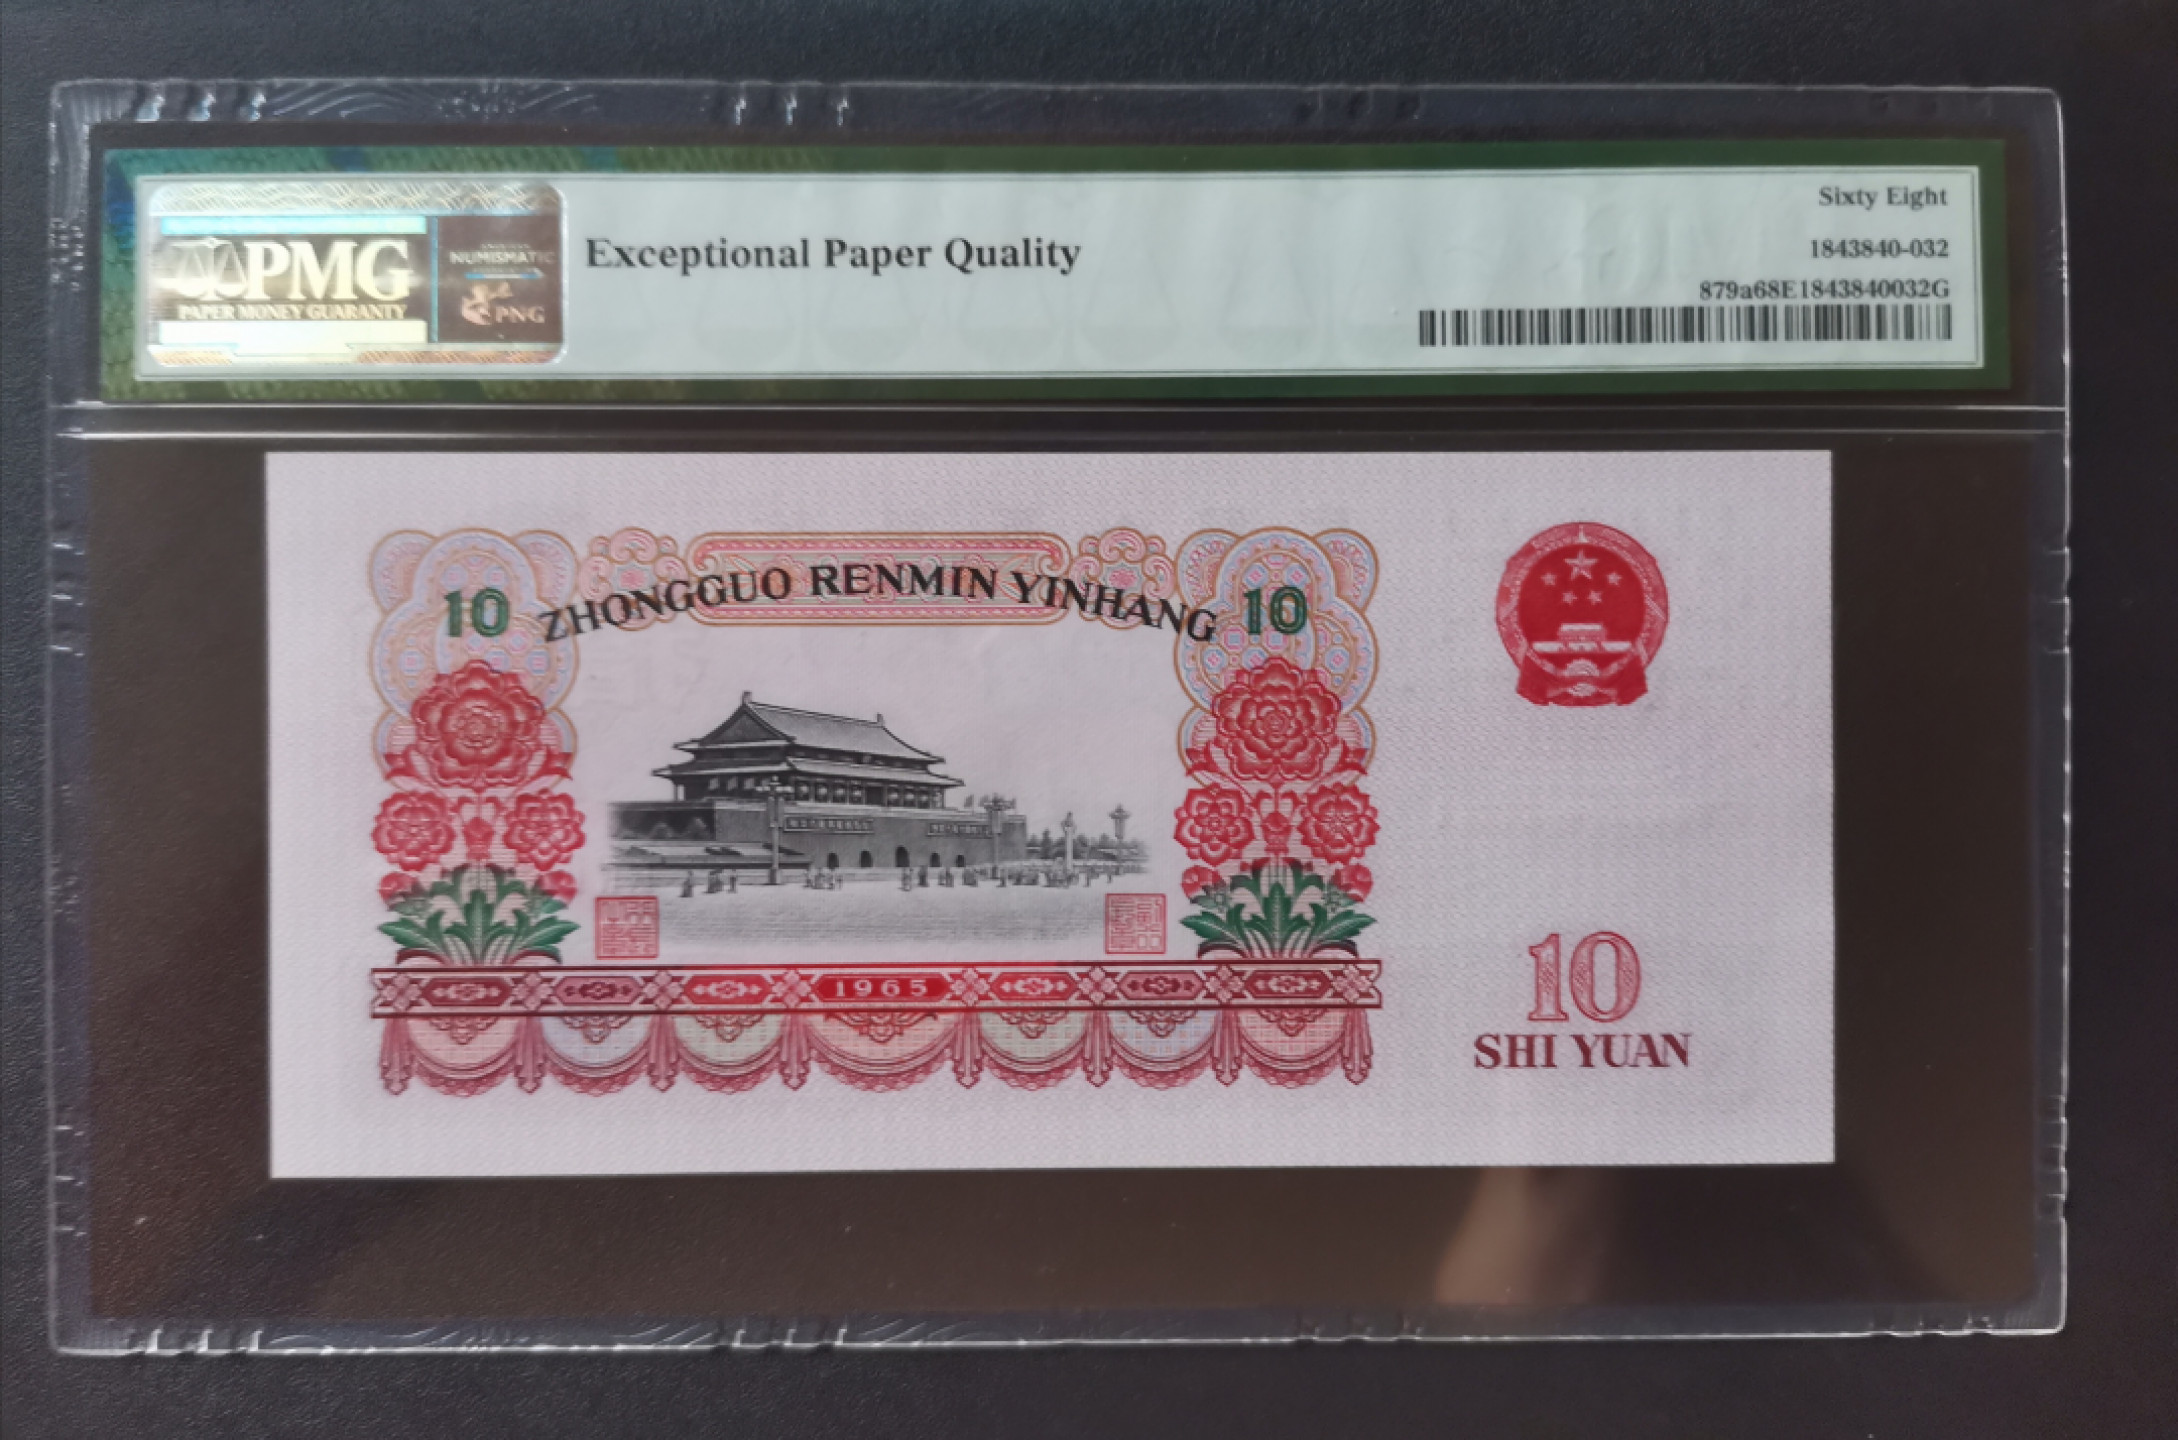 PMG
PAPER MONEY GUARANTY
NUMISMATIC
PNG
Exceptional Paper Quality
Sixty Eight
1843840-032
879a68E1843840032G
10 ZHONGGUO RENMIN YINHANG 10
1965
10
SHI YUAN